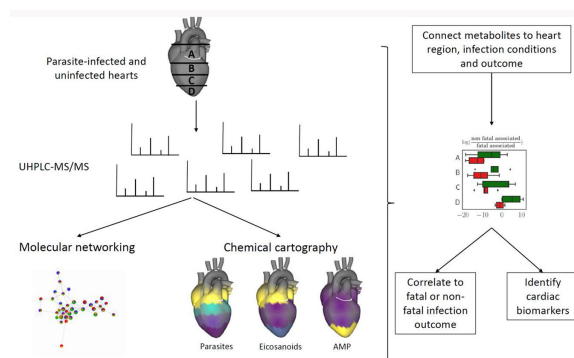 Parasite-infected and
uninfected hearts
A
B
C
D
UHPLC-MS/MS
Molecular networking
Chemical cartography
Parasites
Eicosanoids
AMP
Connect metabolites to heart
region, infection conditions
and outcome
log(non fatal associated/fatal associated)
A
B
C
D
−20
−10
0
10
Correlate to
fatal or non-
fatal infection
outcome
Identify
cardiac
biomarkers